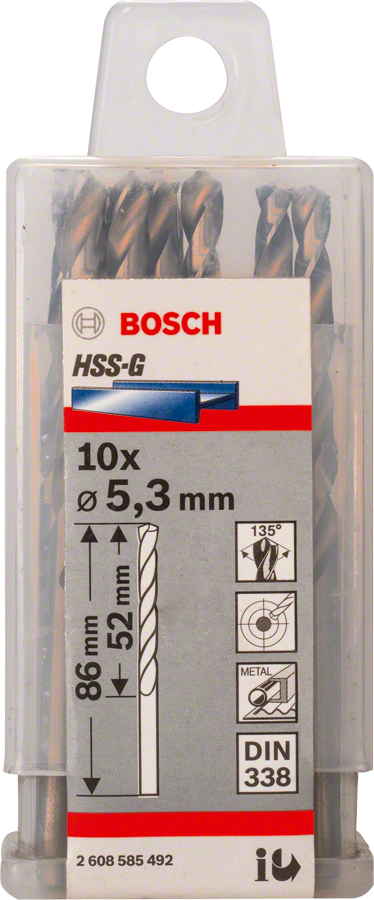 BOSCH
HSS-G
10x
ø 5,3 mm
86 mm
52 mm
135°
METAL
DIN
338
2 608 585 492